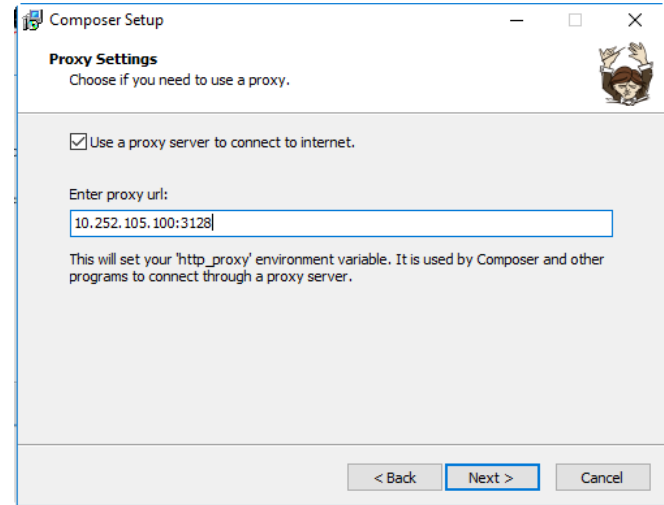 Composer Setup
Proxy Settings
Choose if you need to use a proxy.
Use a proxy server to connect to internet.
Enter proxy url:
10.252.105.100:3128
This will set your 'http_proxy' environment variable. It is used by Composer and other
programs to connect through a proxy server.
< Back Next > Cancel